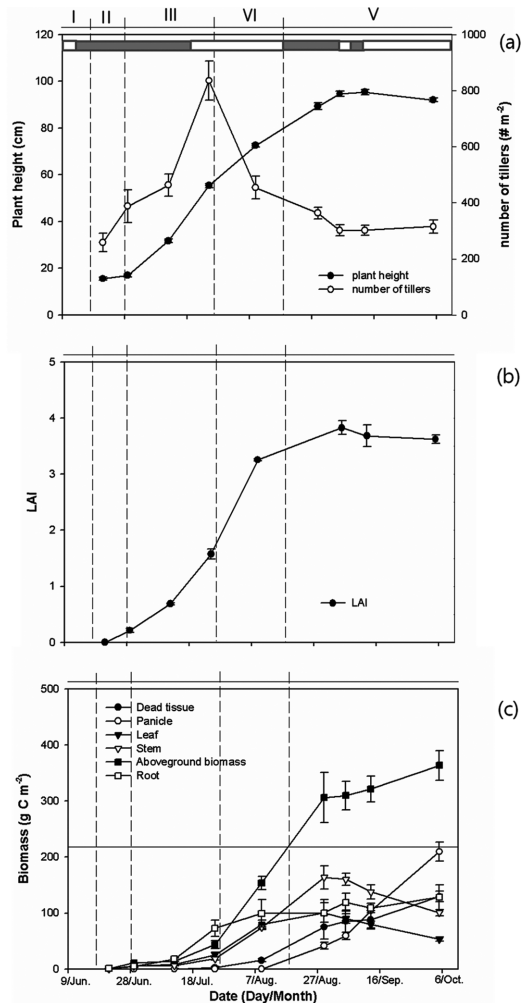 I II III VI V
(a)
120 1000
100 800
80 600
60 400
40 200
20 0
0
Plant height (cm)
number of tillers (# m-2)
plant height
number of tillers
(b)
5
4
3
2
1
0
LAI
LAI
(c)
500
400
300
200
100
0
Biomass (g C m-2)
Dead tissue
Panicle
Leaf
Stem
Aboveground biomass
Root
9/Jun. 28/Jun. 18/Jul. 7/Aug. 27/Aug. 16/Sep. 6/Oct.
Date (Day/Month)